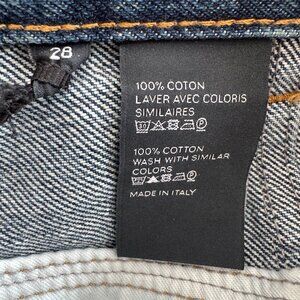 28
100% COTON
LAVER AVEC COLORIS
SIMILAIRES
100% COTTON
WASH WITH SIMILAR
COLORS
MADE IN ITALY